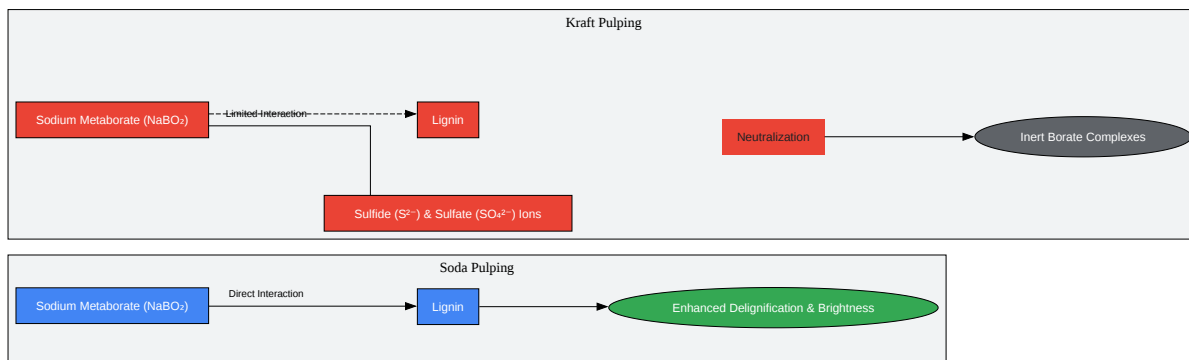 Kraft Pulping
Sodium Metaborate (NaBO₂)
Limited Interaction
Lignin
Neutralization
Inert Borate Complexes
Sulfide (S²⁻) & Sulfate (SO₄²⁻) Ions
Soda Pulping
Sodium Metaborate (NaBO₂)
Direct Interaction
Lignin
Enhanced Delignification & Brightness